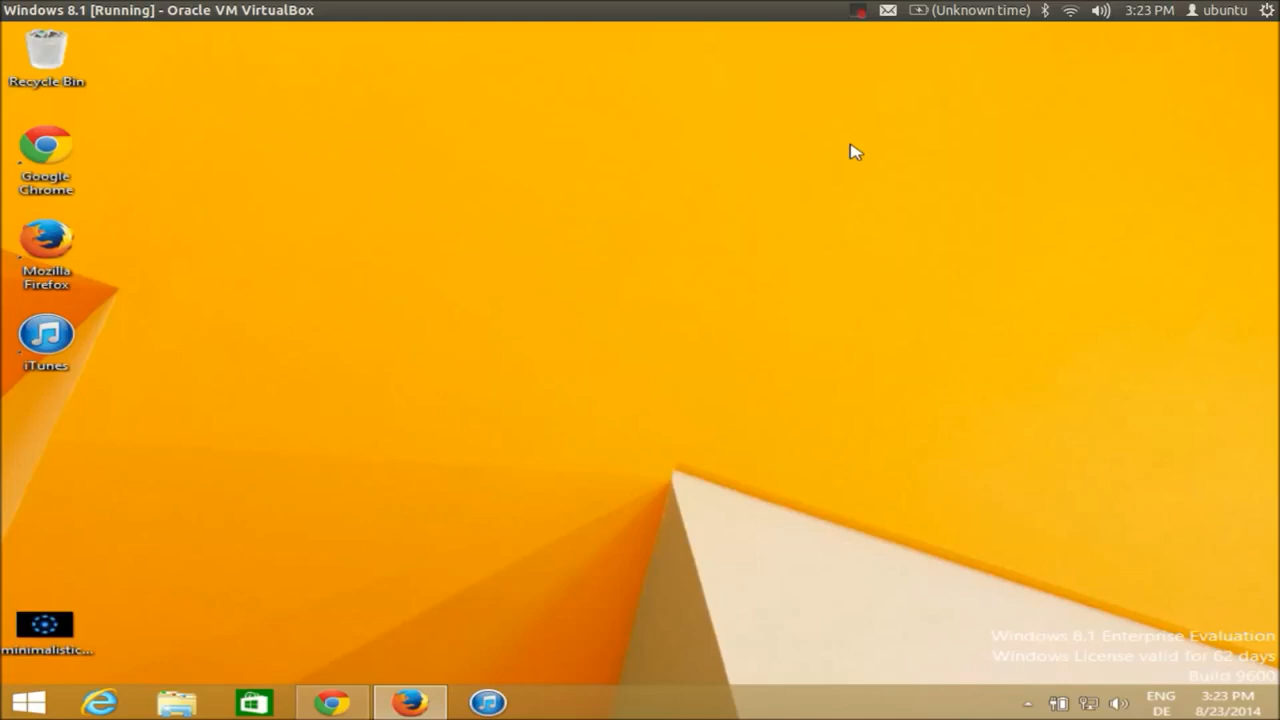 Windows 8.1 [Running] - Oracle VM VirtualBox
(Unknown time)
3:23 PM
ubuntu
Recycle Bin
Google
Chrome
Mozilla
Firefox
iTunes
minimalistic...
Windows 8.1 Enterprise Evaluation
Windows License valid for 62 days
Build 9600
ENG
DE
3:23 PM
8/23/2014